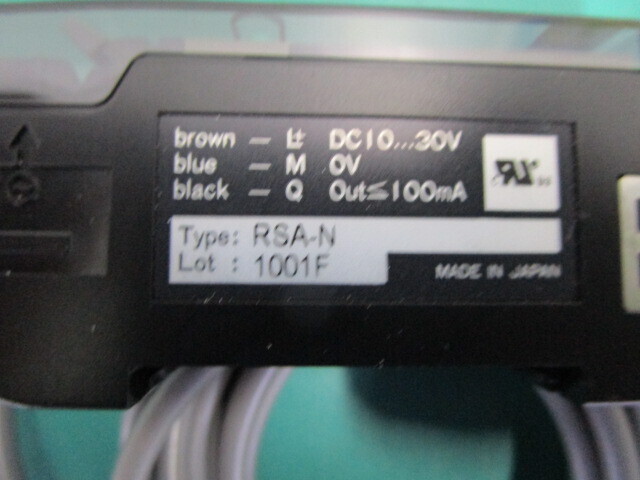 brown — L± DC10...30V
blue — M 0V
black — Q Out≦100mA
Type: RSA-N
Lot : 1001F
MADE IN JAPAN